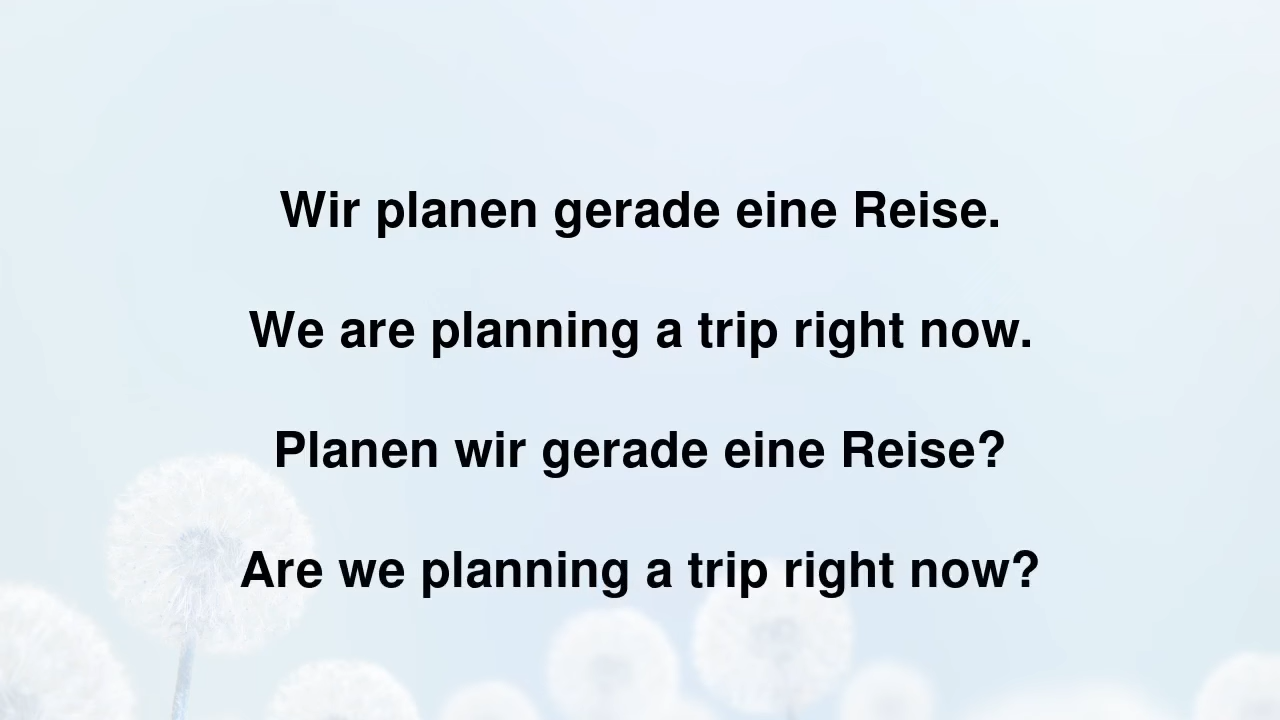 Wir planen gerade eine Reise.
We are planning a trip right now.
Planen wir gerade eine Reise?
Are we planning a trip right now?